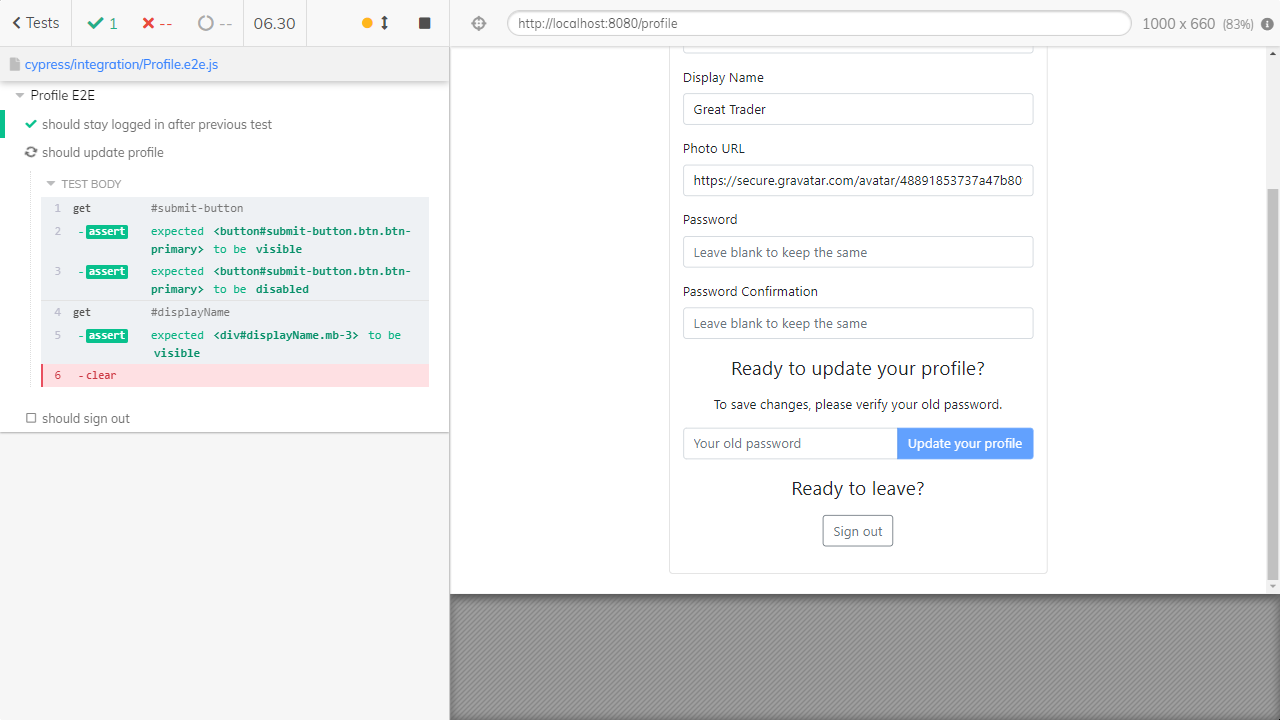 Tests
1
--
--
06.30
http://localhost:8080/profile
1000 x 660 (83%)
cypress/integration/Profile.e2e.js
Profile E2E
should stay logged in after previous test
should update profile
TEST BODY
1 get #submit-button
2 -assert expected <button#submit-button.btn.btn-
primary> to be visible
3 -assert expected <button#submit-button.btn.btn-
primary> to be disabled
4 get #displayName
5 -assert expected <div#displayName.mb-3> to be
visible
6 -clear
should sign out
Display Name
Great Trader
Photo URL
https://secure.gravatar.com/avatar/48891853737a47b80
Password
Leave blank to keep the same
Password Confirmation
Leave blank to keep the same
Ready to update your profile?
To save changes, please verify your old password.
Your old password
Update your profile
Ready to leave?
Sign out